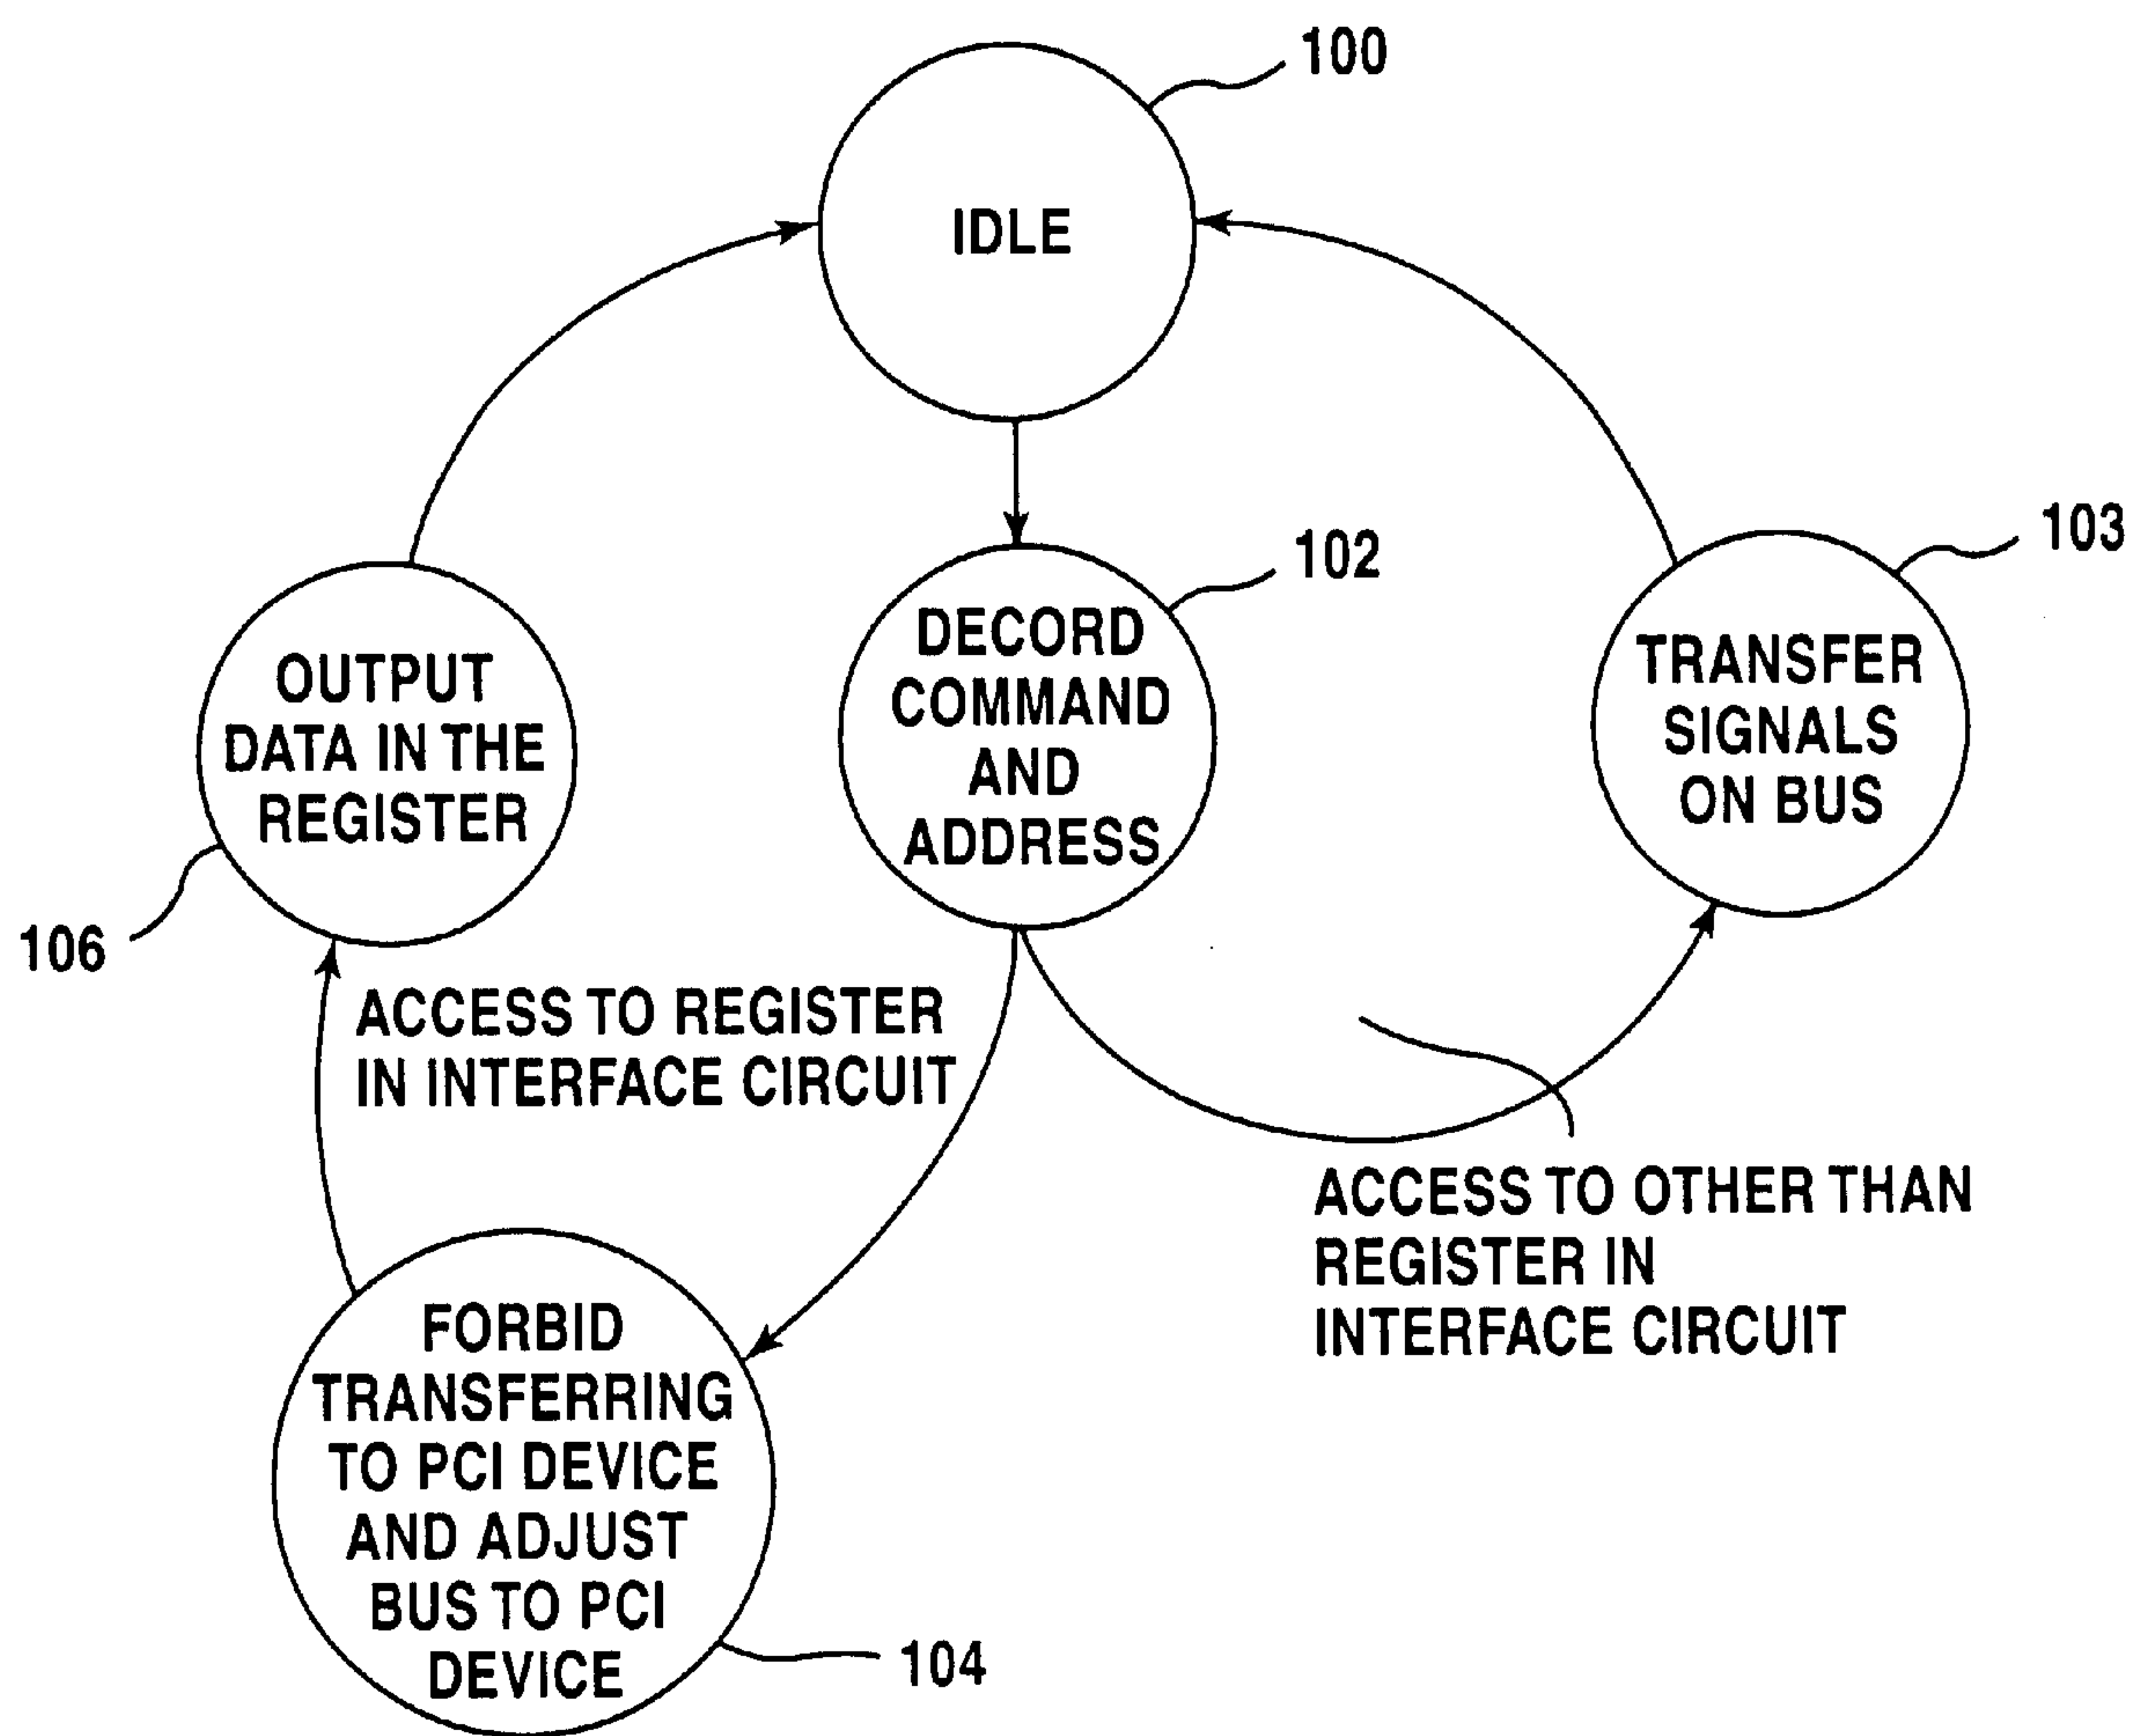 100
IDLE
102
103
DECORD
COMMAND
AND
ADDRESS
TRANSFER
SIGNALS
ON BUS
OUTPUT
DATA IN THE
REGISTER
106
ACCESS TO REGISTER
IN INTERFACE CIRCUIT
ACCESS TO OTHER THAN
REGISTER IN
INTERFACE CIRCUIT
FORBID
TRANSFERRING
TO PCI DEVICE
AND ADJUST
BUS TO PCI
DEVICE
104